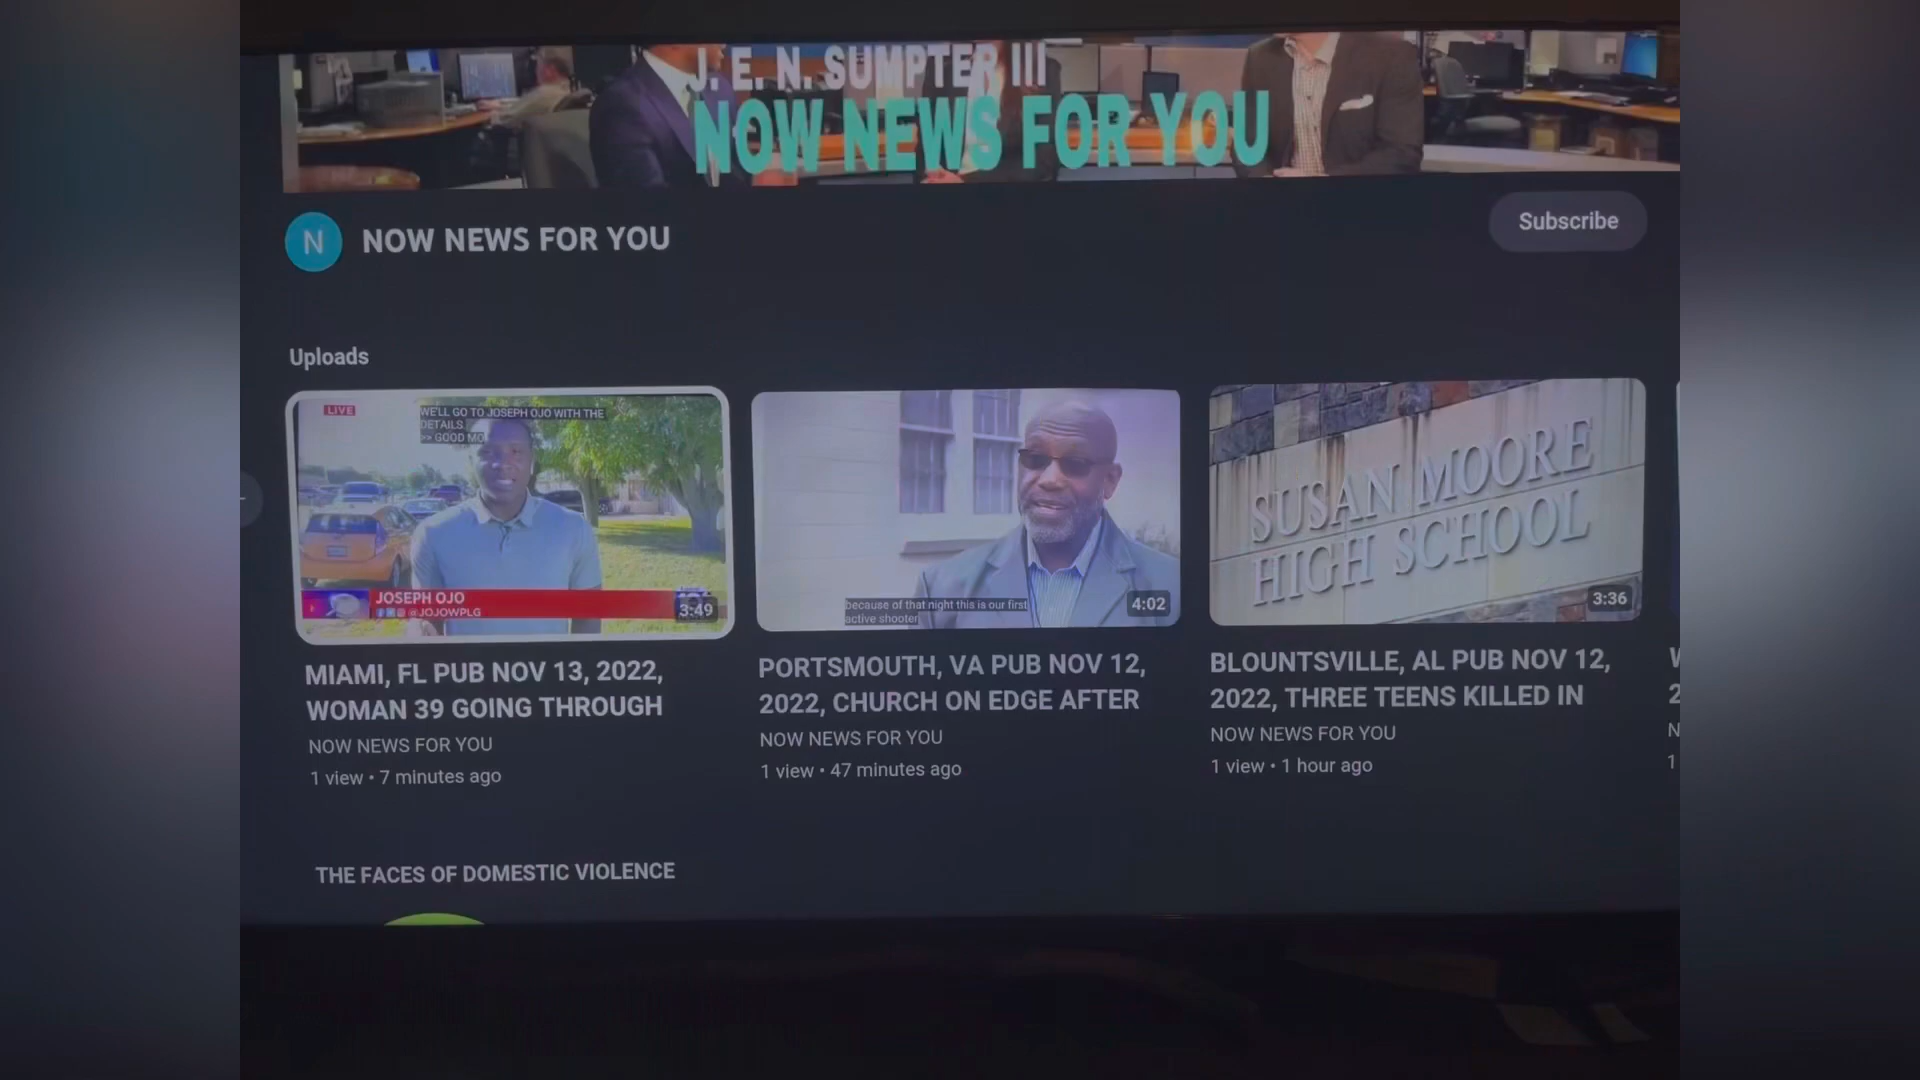 J. E. N. SUMPTER III
NOW NEWS FOR YOU
N
NOW NEWS FOR YOU
Subscribe
Uploads
LIVE
WE'LL GO TO JOSEPH OJO WITH THE
DETAILS.
>> GOOD MO
JOSEPH OJO
@JOJOWPLG
3:49
because of that night this is our first
active shooter
4:02
SUSAN MOORE
HIGH SCHOOL
3:36
MIAMI, FL PUB NOV 13, 2022,
WOMAN 39 GOING THROUGH
NOW NEWS FOR YOU
1 view • 7 minutes ago
PORTSMOUTH, VA PUB NOV 12,
2022, CHURCH ON EDGE AFTER
NOW NEWS FOR YOU
1 view • 47 minutes ago
BLOUNTSVILLE, AL PUB NOV 12,
2022, THREE TEENS KILLED IN
NOW NEWS FOR YOU
1 view • 1 hour ago
2
N
1
THE FACES OF DOMESTIC VIOLENCE